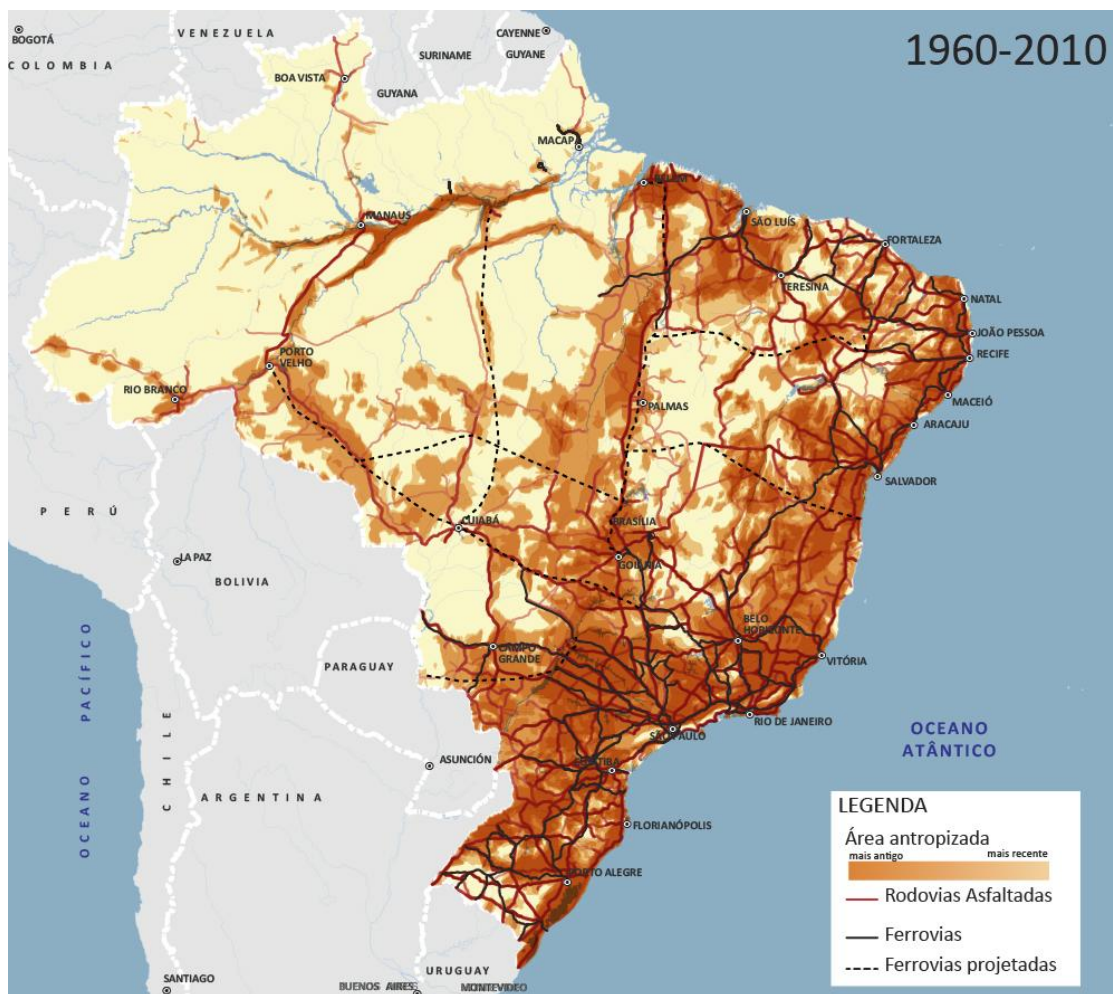 1960-2010
BOGOTÁ
COLOMBIA
VENEZUELA
SURINAME
CAYENNE
GUYANE
GUYANA
BOA VISTA
MACAP
MANAUS
SÃO LUÍS
FORTALEZA
TERESINA
NATAL
JOÃO PESSOA
RECIFE
PORTO
VELHO
RIO BRANCO
PALMAS
MACEIÓ
ARACAJU
SALVADOR
PERÚ
CUIABÁ
BRASÍLIA
GOIÂNIA
LA PAZ
BOLIVIA
BELO
HORIZONTE
VITÓRIA
CAMPO
GRANDE
PARAGUAY
RIO DE JANEIRO
SÃO PAULO
OCEANO PACÍFICO
CHILE
OCEANO
ATÂNTICO
ASUNCIÓN
CURITIBA
ARGENTINA
FLORIANÓPOLIS
PORTO ALEGRE
URUGUAY
SANTIAGO
BUENOS AIRES
MONTEVIDEO
LEGENDA
Área antropizada
mais antigo mais recente
Rodovias Asfaltadas
Ferrovias
Ferrovias projetadas